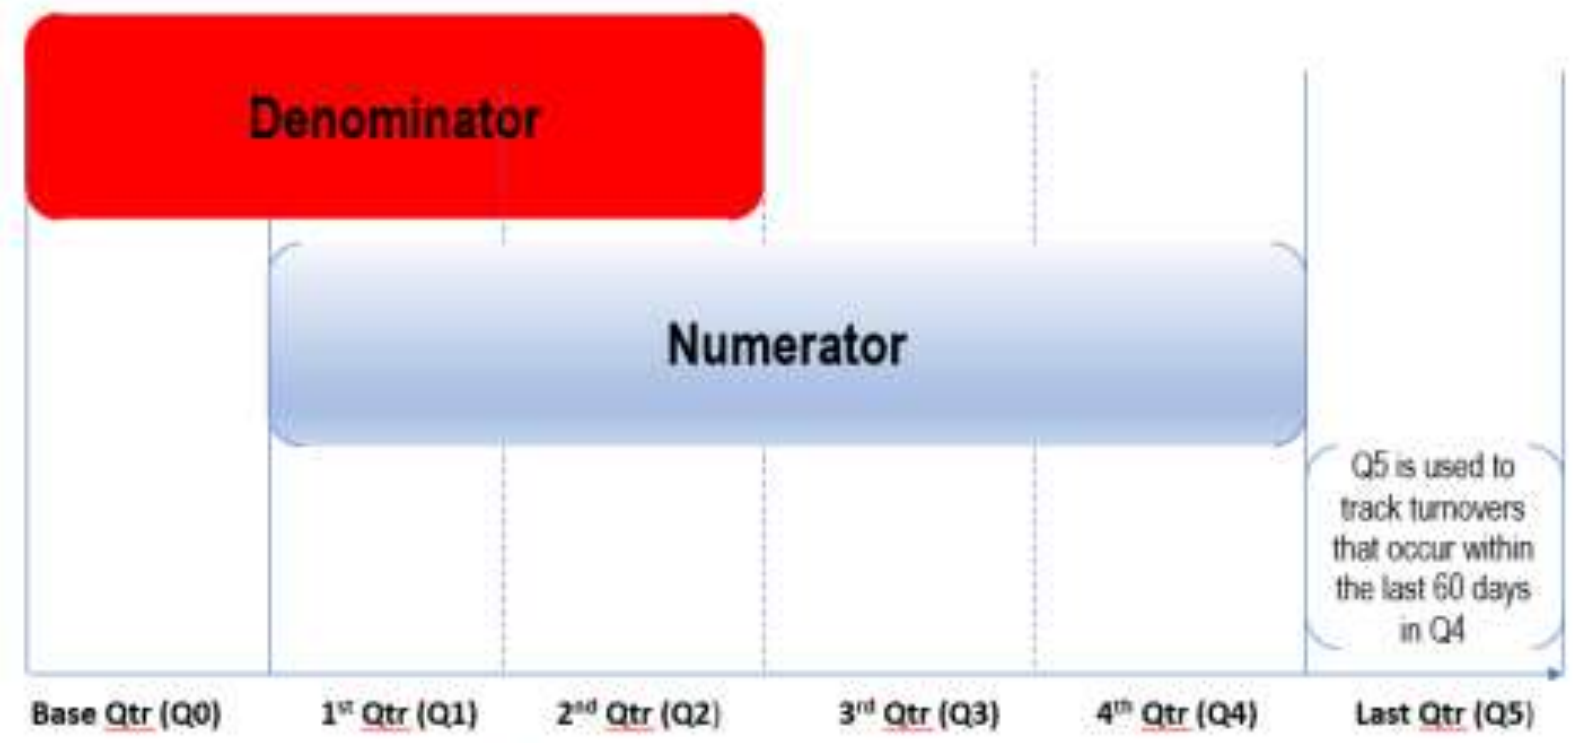 Denominator
Numerator
Q5 is used to
track turnovers
that occur within
the last 60 days
in Q4
Base Qtr (Q0) 1st Qtr (Q1) 2nd Qtr (Q2) 3rd Qtr (Q3) 4th Qtr (Q4) Last Qtr (Q5)